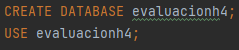 CREATE DATABASE evaluacionh4;
USE evaluacionh4;